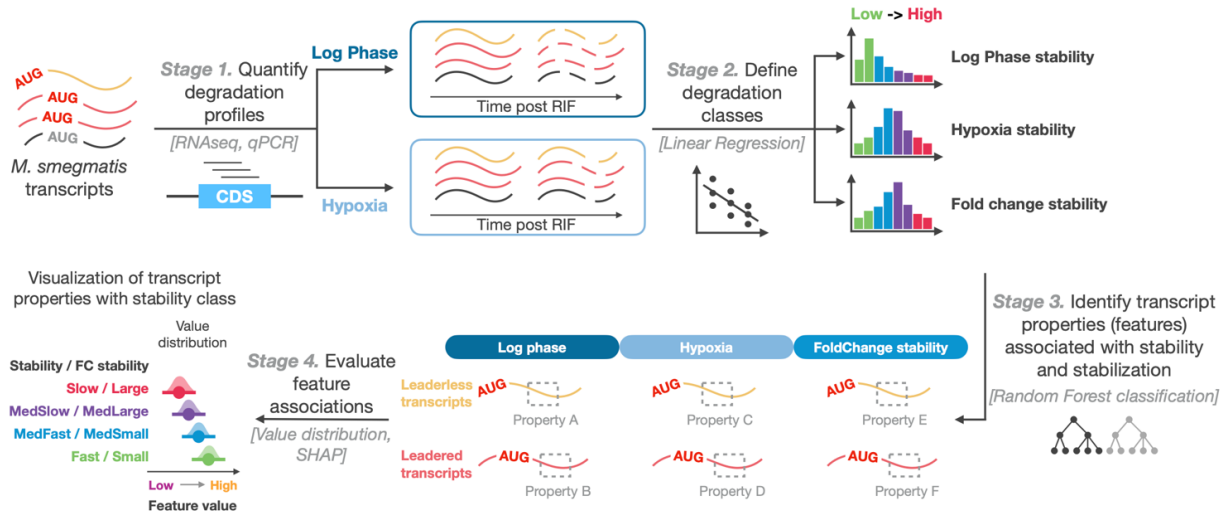 AUG
AUG
AUG
AUG
M. smegmatis
transcripts
Stage 1. Quantify
degradation
profiles
[RNAseq, qPCR]
CDS
Log Phase
Hypoxia
Time post RIF
Time post RIF
Stage 2. Define
degradation
classes
[Linear Regression]
Low -> High
Log Phase stability
Hypoxia stability
Fold change stability
Stage 3. Identify transcript
properties (features)
associated with stability
and stabilization
[Random Forest classification]
Log phase
Hypoxia
FoldChange stability
Leaderless
transcripts
AUG
AUG
AUG
Property A
Property C
Property E
Leadered
transcripts
AUG
AUG
AUG
Property B
Property D
Property F
Stage 4. Evaluate
feature
associations
[Value distribution,
SHAP]
Visualization of transcript
properties with stability class
Value
distribution
Stability / FC stability
Slow / Large
MedSlow / MedLarge
MedFast / MedSmall
Fast / Small
Low
High
Feature value